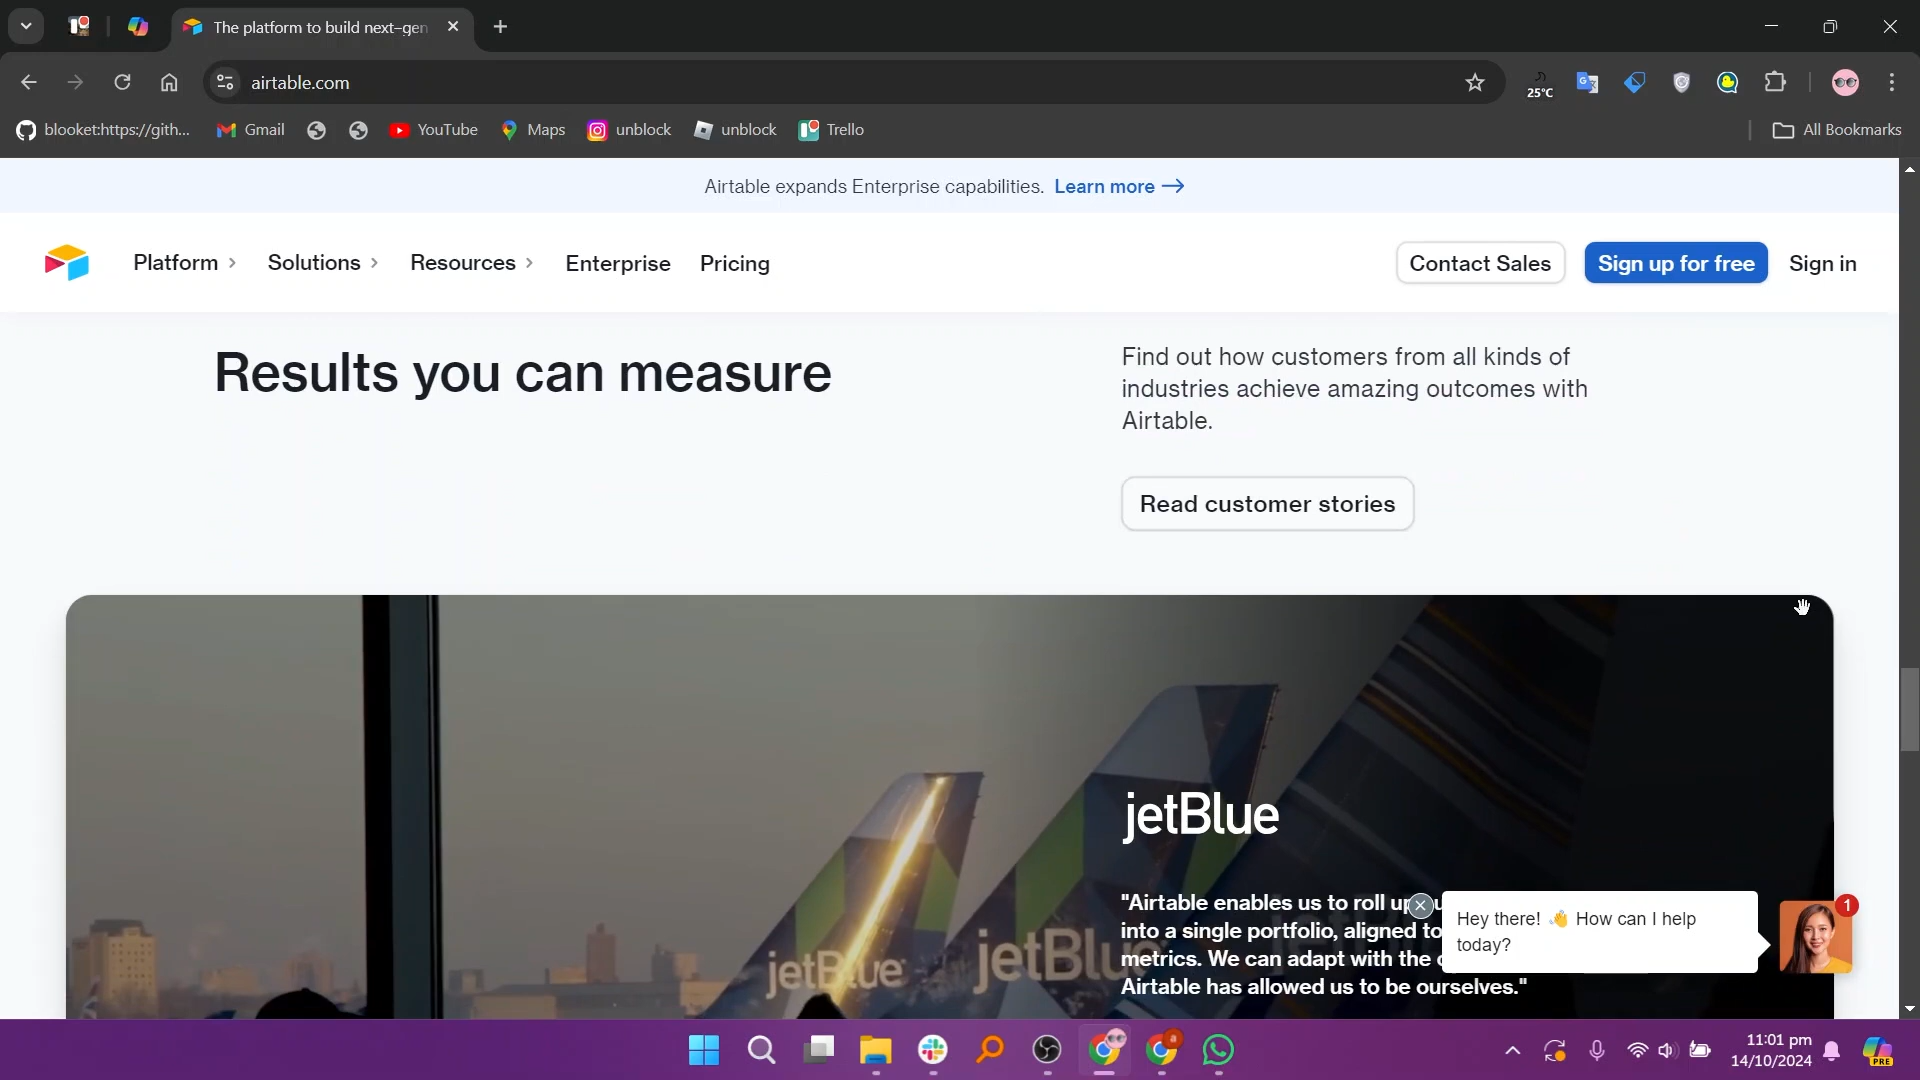 The platform to build next-gen
airtable.com
25°C
blooket:https://gith...
Gmail
YouTube
Maps
unblock
unblock
Trello
All Bookmarks
Airtable expands Enterprise capabilities. Learn more →
Platform
Solutions
Resources
Enterprise
Pricing
Contact Sales
Sign up for free
Sign in
Results you can measure
Find out how customers from all kinds of
industries achieve amazing outcomes with
Airtable.
Read customer stories
jetBlue
jetBlue
jetBlue
"Airtable enables us to roll up
into a single portfolio, aligned to
metrics. We can adapt with the
Airtable has allowed us to be ourselves."
Hey there! 👋 How can I help
today?
1
11:01 pm
14/10/2024
PRE